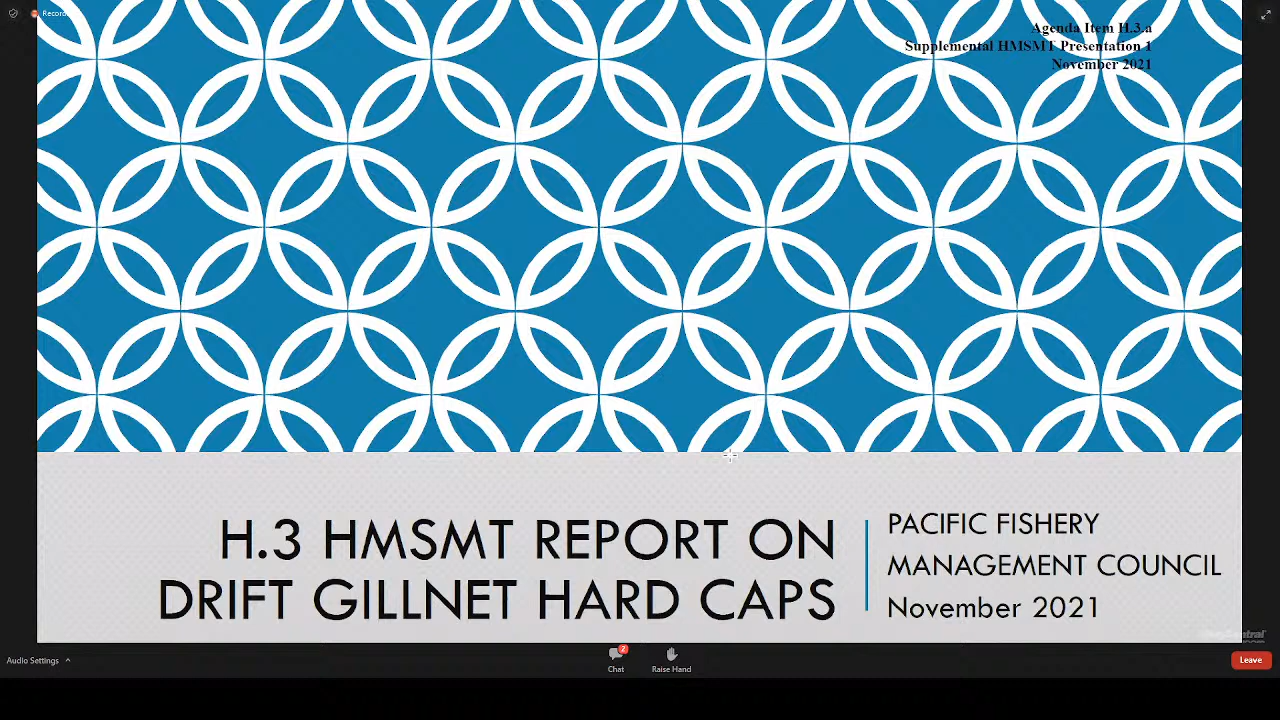 Agenda Item H.3.a
Supplemental HMSMT Presentation 1
November 2021
H.3 HMSMT REPORT ON
DRIFT GILLNET HARD CAPS
PACIFIC FISHERY
MANAGEMENT COUNCIL
November 2021
Audio Settings
2
Chat
Raise Hand
Leave